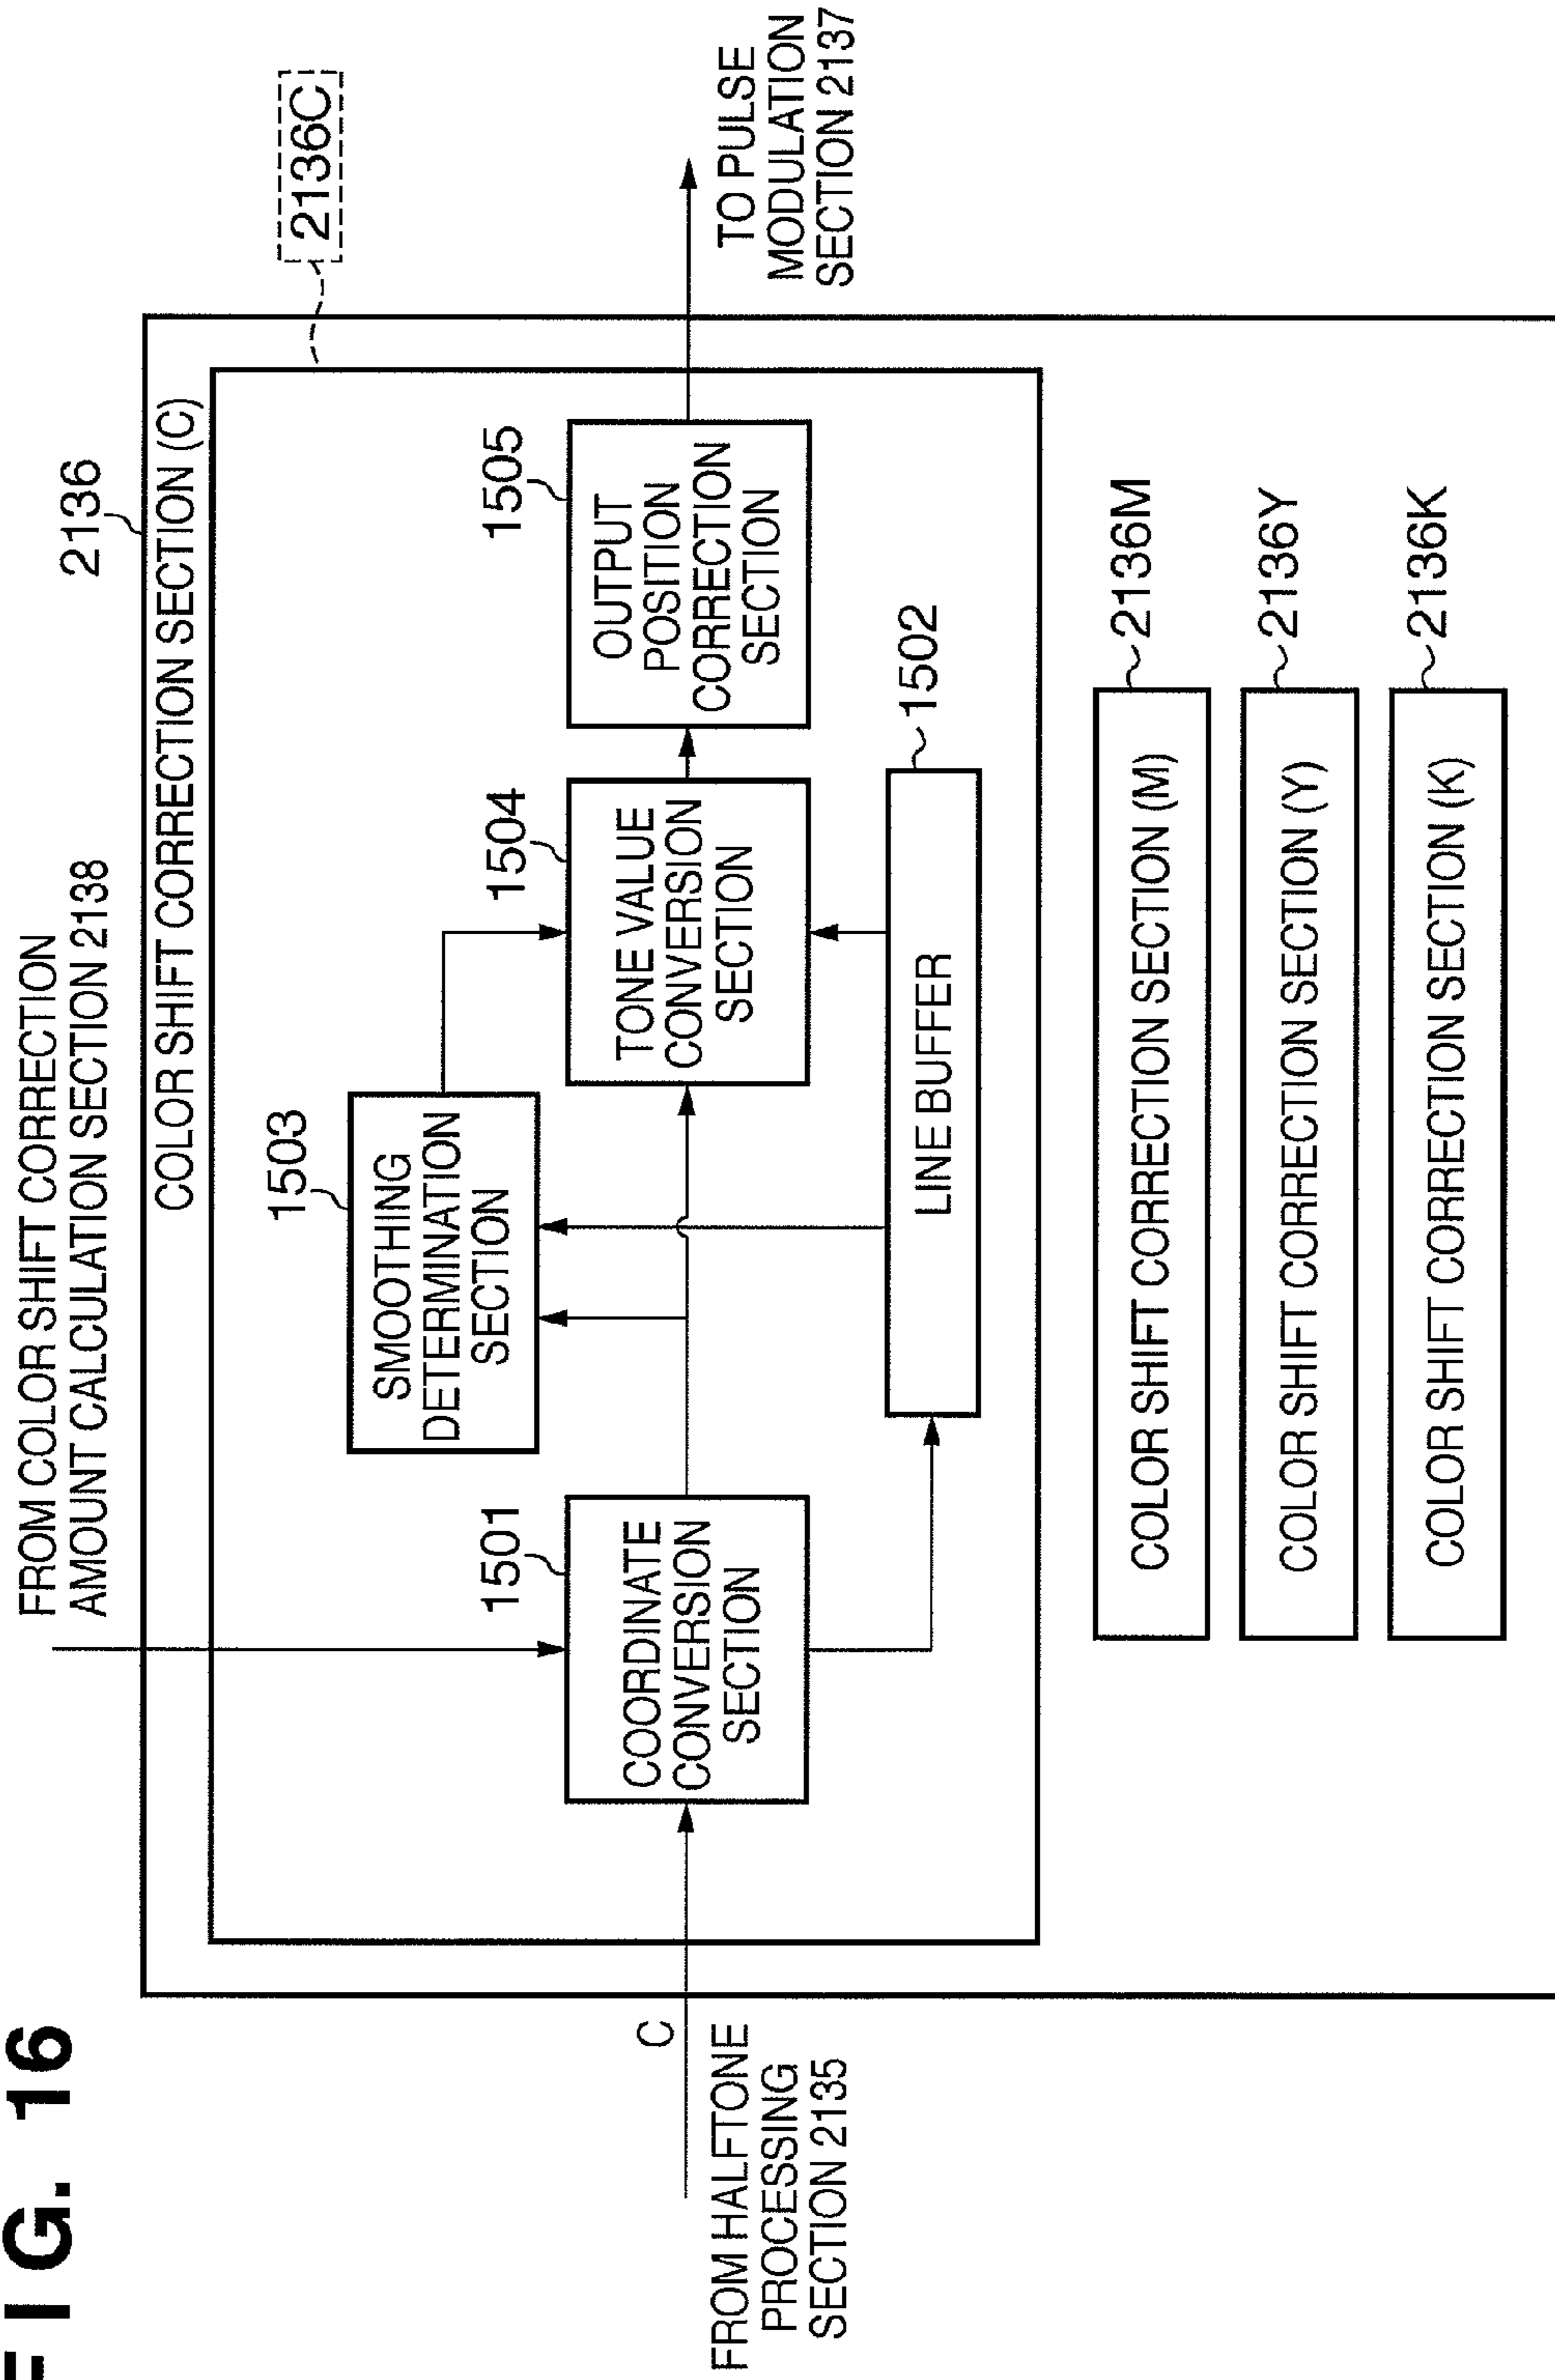 FIG. 16
FROM COLOR SHIFT CORRECTION
AMOUNT CALCULATION SECTION 2138
2136
COLOR SHIFT CORRECTION SECTION (C)
2136C
1503
SMOOTHING
DETERMINATION
SECTION
1501
COORDINATE
CONVERSION
SECTION
1504
TONE VALUE
CONVERSION
SECTION
1505
OUTPUT
POSITION
CORRECTION
SECTION
C
FROM HALFTONE
PROCESSING
SECTION 2135
TO PULSE
MODULATION
SECTION 2137
1502
LINE BUFFER
COLOR SHIFT CORRECTION SECTION (M)
2136M
COLOR SHIFT CORRECTION SECTION (Y)
2136Y
COLOR SHIFT CORRECTION SECTION (K)
2136K